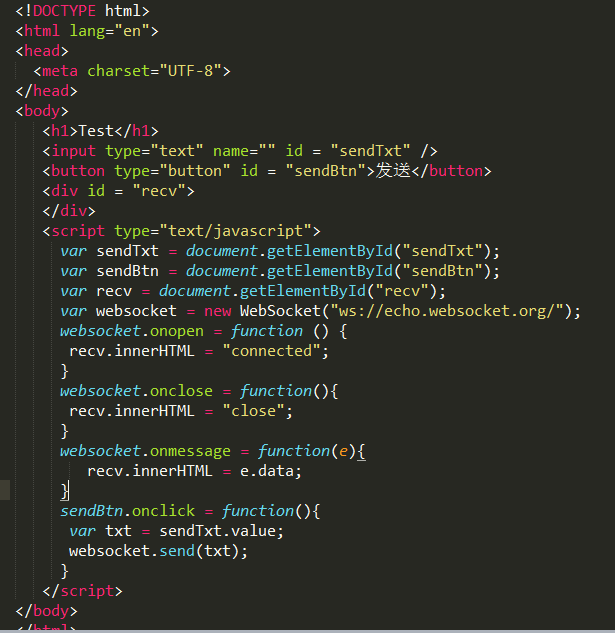 <!DOCTYPE html>
<html lang="en">
<head>
<meta charset="UTF-8">
</head>
<body>
<h1>Test</h1>
<input type="text" name="" id = "sendTxt" />
<button type="button" id = "sendBtn">发送</button>
<div id = "recv">
</div>
<script type="text/javascript">
var sendTxt = document.getElementById("sendTxt");
var sendBtn = document.getElementById("sendBtn");
var recv = document.getElementById("recv");
var websocket = new WebSocket("ws://echo.websocket.org/");
websocket.onopen = function () {
recv.innerHTML = "connected";
}
websocket.onclose = function(){
recv.innerHTML = "close";
}
websocket.onmessage = function(e){
recv.innerHTML = e.data;
}
sendBtn.onclick = function(){
var txt = sendTxt.value;
websocket.send(txt);
}
</script>
</body>
</html>